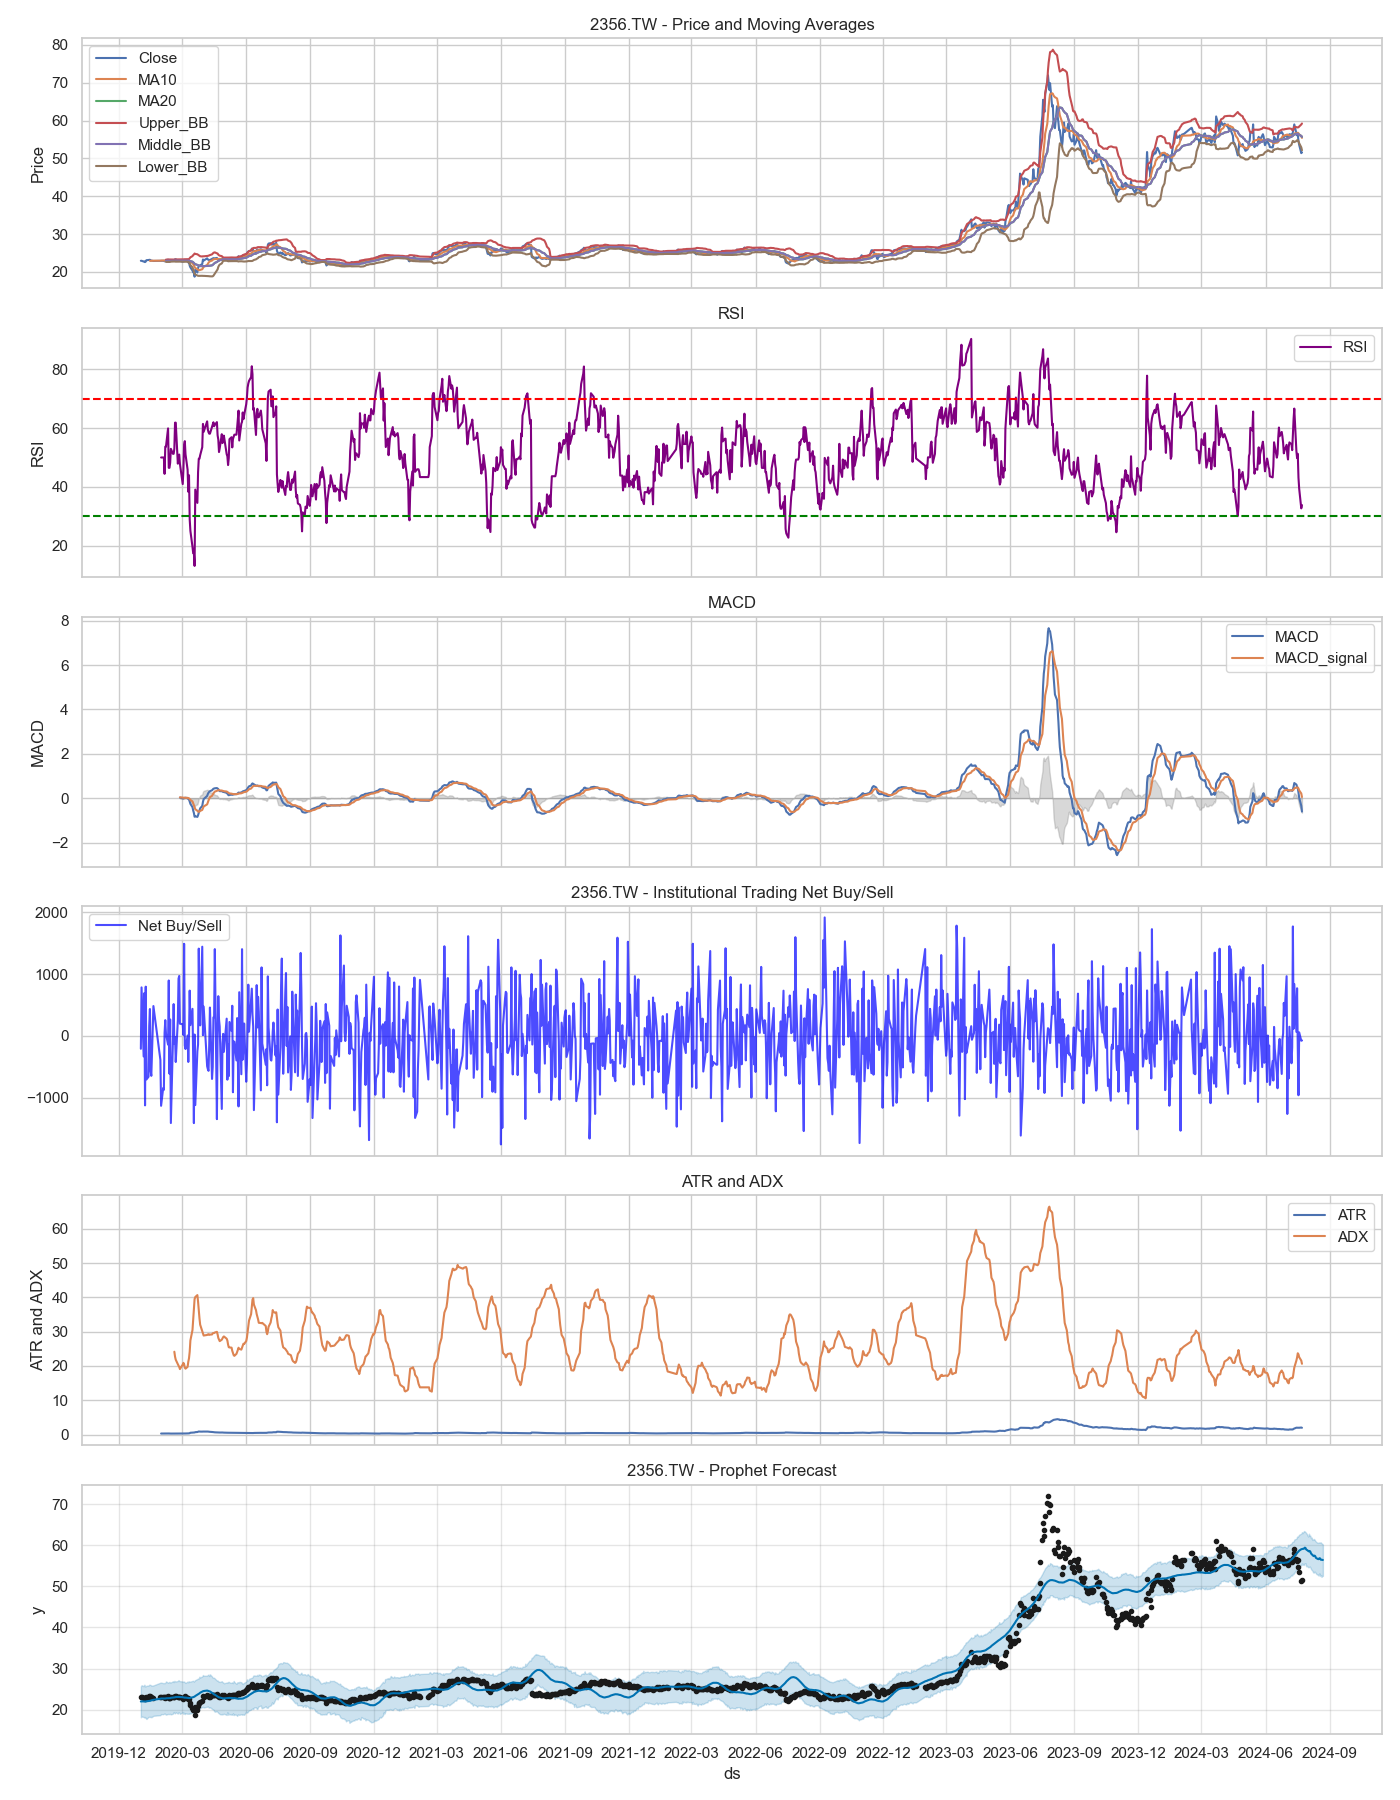 2356.TW - Price and Moving Averages
80
70
60
50
40
30
20
Price
Close
MA10
MA20
Upper_BB
Middle_BB
Lower_BB
RSI
80
60
40
20
RSI
RSI
MACD
8
6
4
2
0
−2
MACD
MACD
MACD_signal
2356.TW - Institutional Trading Net Buy/Sell
2000
1000
0
−1000
Net Buy/Sell
ATR and ADX
60
50
40
30
20
10
0
ATR and ADX
ATR
ADX
2356.TW - Prophet Forecast
70
60
50
40
30
20
y
2019-12 2020-03 2020-06 2020-09 2020-12 2021-03 2021-06 2021-09 2021-12 2022-03 2022-06 2022-09 2022-12 2023-03 2023-06 2023-09 2023-12 2024-03 2024-06 2024-09
ds